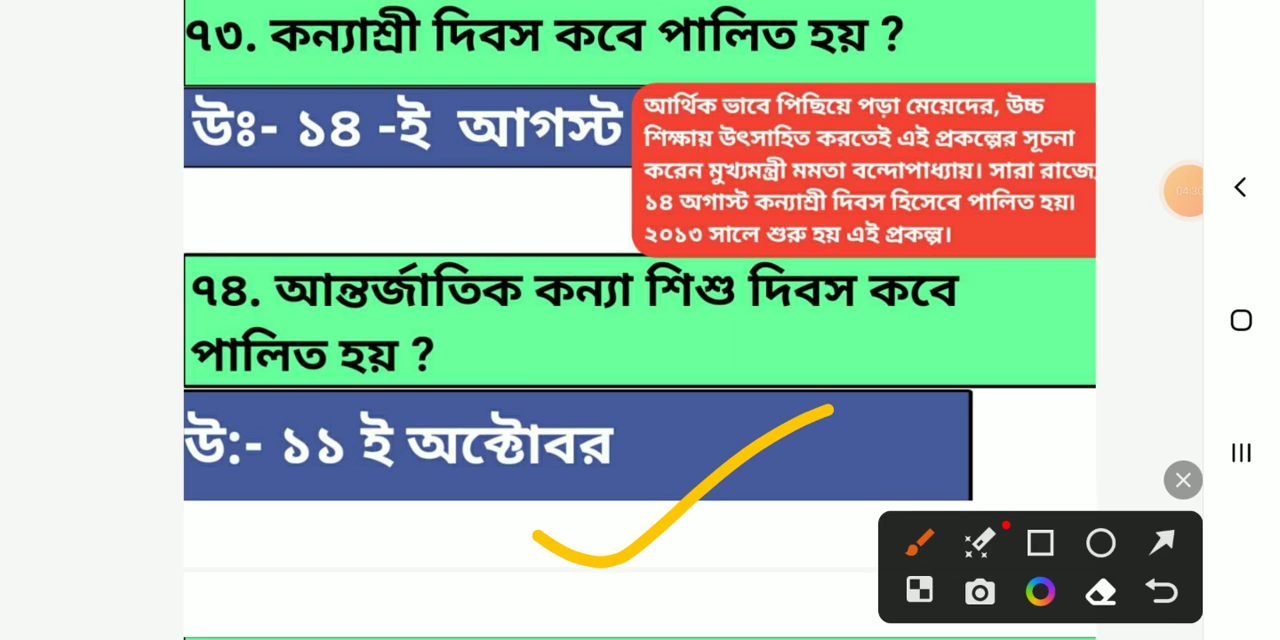 ৭৩. কন্যাশ্রী দিবস কবে পালিত হয় ?
উঃ- ১৪ -ই আগস্ট
আর্থিক ভাবে পিছিয়ে পড়া মেয়েদের, উচ্চ
শিক্ষায় উৎসাহিত করতেই এই প্রকল্পের সূচনা
করেন মুখ্যমন্ত্রী মমতা বন্দোপাধ্যায়। সারা রাজ্যে
১৪ অগাস্ট কন্যাশ্রী দিবস হিসেবে পালিত হয়।
২০১৩ সালে শুরু হয় এই প্রকল্প।
৭৪. আন্তর্জাতিক কন্যা শিশু দিবস কবে
পালিত হয় ?
উ:- ১১ ই অক্টোবর
04:30